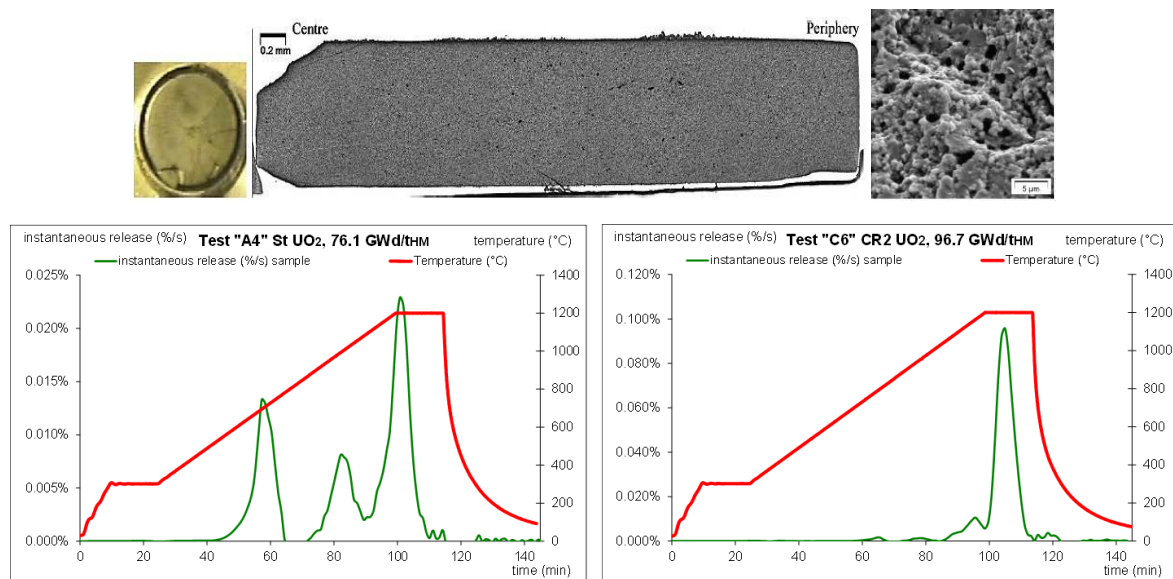 Centre
Periphery
0.2 mm
5 µm
instantaneous release (%/s)
Test "A4" St UO2, 76.1 GWd/tHM
temperature (°C)
instantaneous release (%/s) sample
Temperature (°C)
0.025%
0.020%
0.015%
0.010%
0.005%
0.000%
1400
1200
1000
800
600
400
200
0
0 20 40 60 80 100 120 140
time (min)
instantaneous release (%/s)
Test "C6" CR2 UO2, 96.7 GWd/tHM
temperature (°C)
instantaneous release (%/s) sample
Temperature (°C)
0.120%
0.100%
0.080%
0.060%
0.040%
0.020%
0.000%
1400
1200
1000
800
600
400
200
0
0 20 40 60 80 100 120 140
time (min)